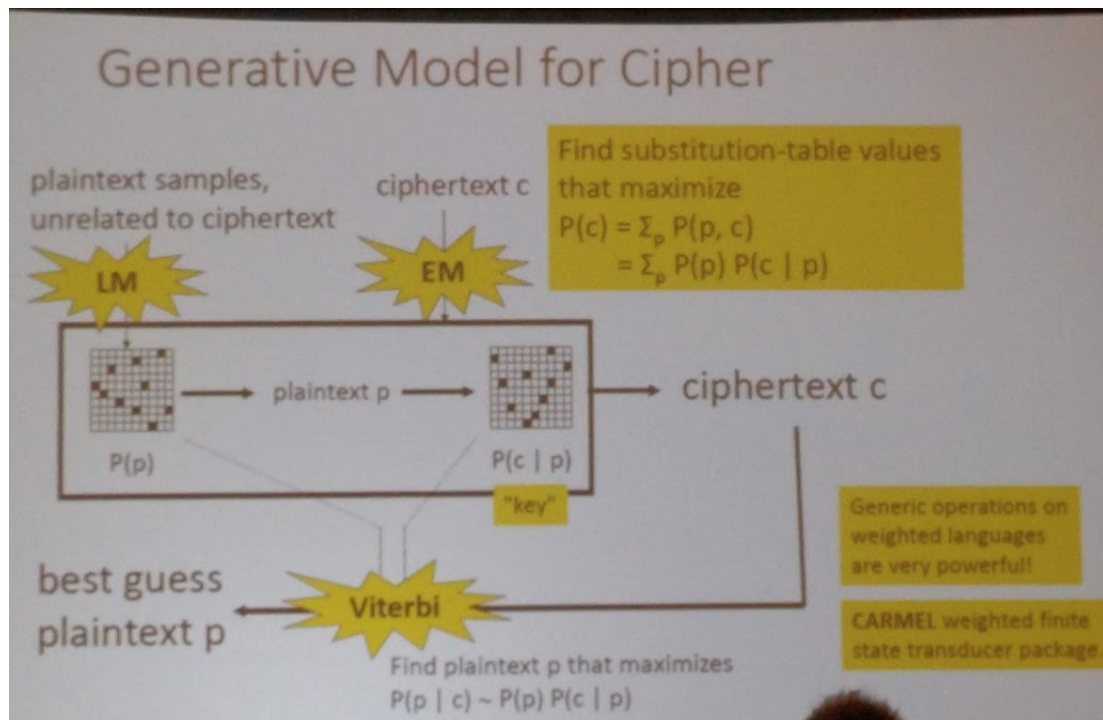 Generative Model for Cipher
plaintext samples,
unrelated to ciphertext
ciphertext c
Find substitution-table values
that maximize
P(c) = Σp P(p, c)
= Σp P(p) P(c | p)
LM
EM
plaintext p
ciphertext c
P(p)
P(c | p)
"key"
Generic operations on
weighted languages
are very powerful!
best guess
plaintext p
Viterbi
CARMEL weighted finite
state transducer package.
Find plaintext p that maximizes
P(p | c) ~ P(p) P(c | p)